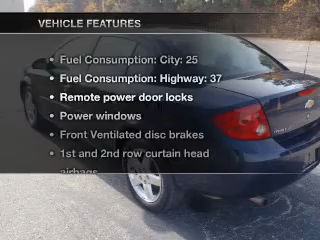 VEHICLE FEATURES
• Fuel Consumption: City: 25
• Fuel Consumption: Highway: 37
• Remote power door locks
• Power windows
• Front Ventilated disc brakes
• 1st and 2nd row curtain head
airbags